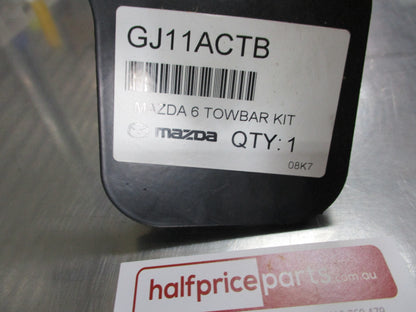 GJ11ACTB
MAZDA 6 TOWBAR KIT
mazda QTY: 1
08K7
halfpriceparts.com.au